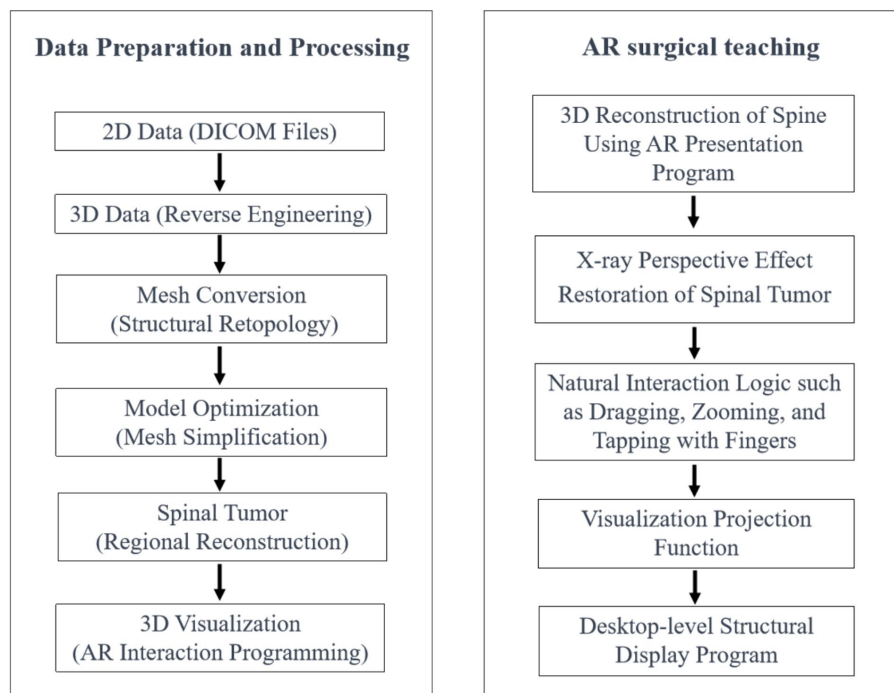 Data Preparation and Processing
2D Data (DICOM Files)
3D Data (Reverse Engineering)
Mesh Conversion
(Structural Retopology)
Model Optimization
(Mesh Simplification)
Spinal Tumor
(Regional Reconstruction)
3D Visualization
(AR Interaction Programming)
AR surgical teaching
3D Reconstruction of Spine
Using AR Presentation
Program
X-ray Perspective Effect
Restoration of Spinal Tumor
Natural Interaction Logic such
as Dragging, Zooming, and
Tapping with Fingers
Visualization Projection
Function
Desktop-level Structural
Display Program